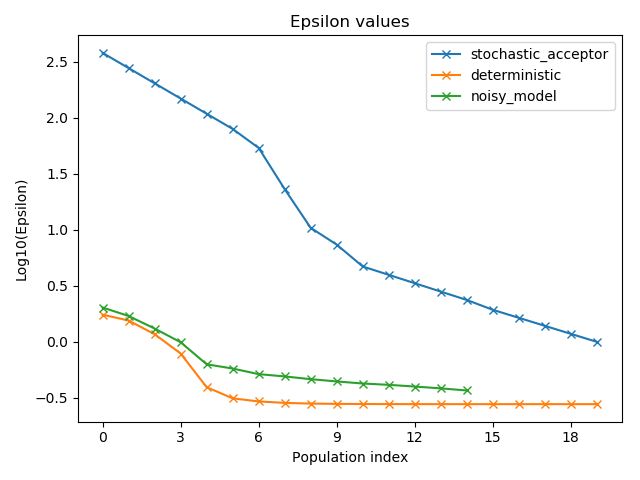 Epsilon values
stochastic_acceptor
deterministic
noisy_model
Log10(Epsilon)
2.5
2.0
1.5
1.0
0.5
0.0
−0.5
0 3 6 9 12 15 18
Population index